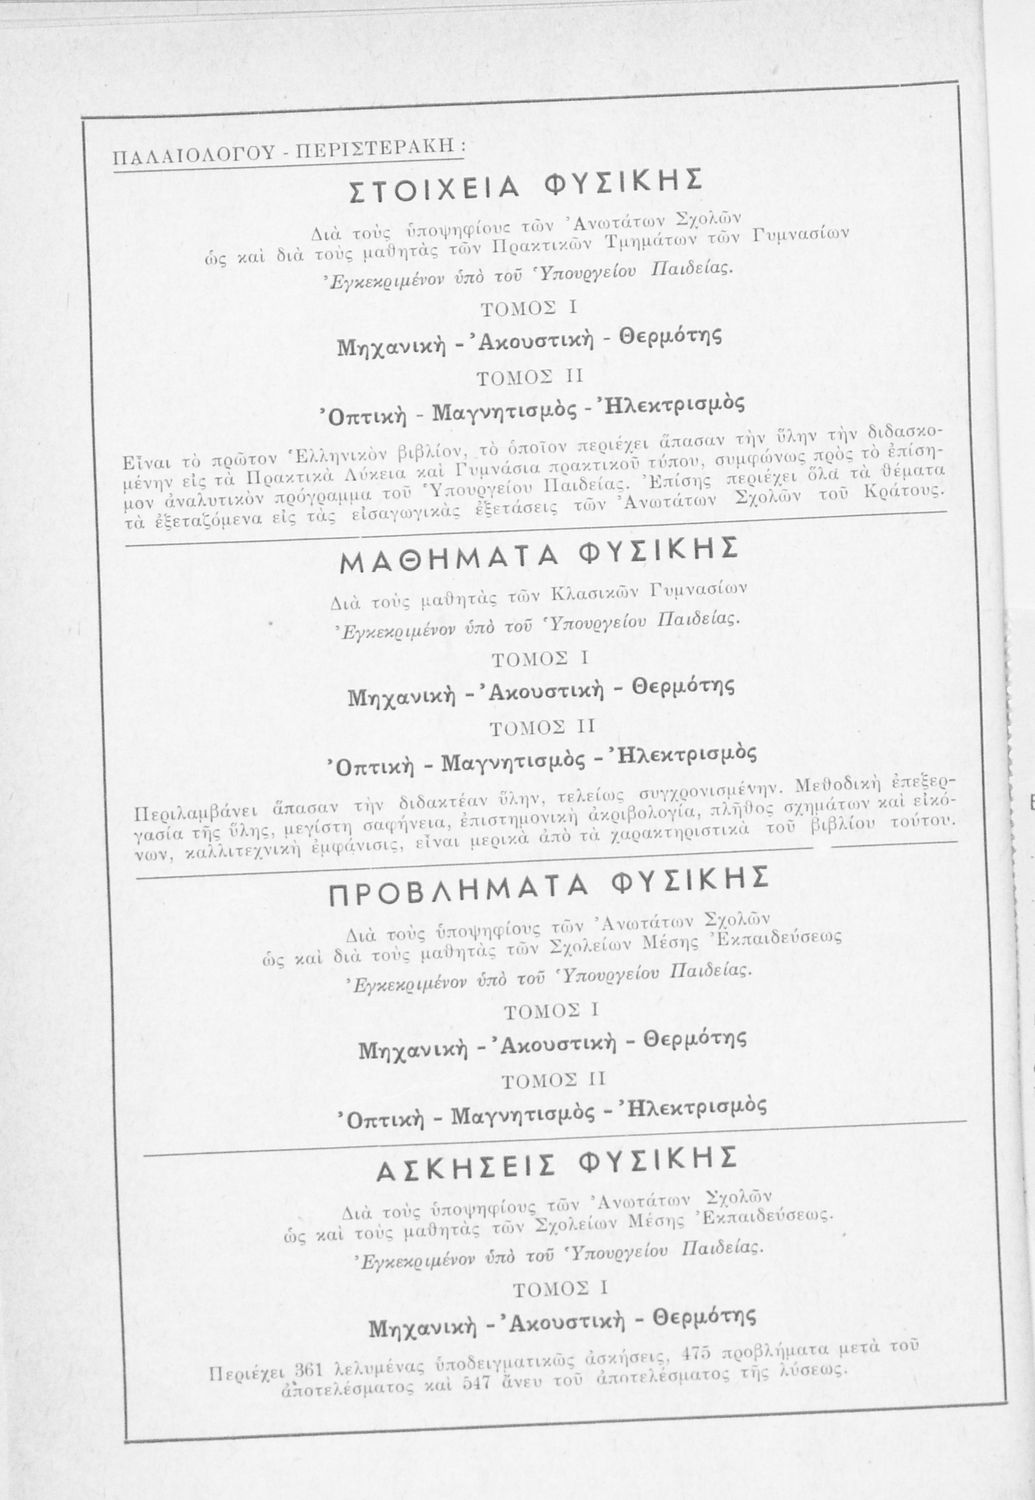 ΠΑΛΑΙΟΛΟΓΟΥ - ΠΕΡΙΣΤΕΡΑΚΗ :
ΣΤΟΙΧΕΙΑ ΦΥΣΙΚΗΣ
Διὰ τοὺς ὑποψηφίους τῶν Ἀνωτάτων Σχολῶν
ὡς καὶ διὰ τοὺς μαθητὰς τῶν Πρακτικῶν Τμημάτων τῶν Γυμνασίων
Ἐγκεκριμένον ὑπὸ τοῦ Ὑπουργείου Παιδείας.
ΤΟΜΟΣ Ι
Μηχανικὴ - Ἀκουστικὴ - Θερμότης
ΤΟΜΟΣ ΙΙ
Ὀπτικὴ - Μαγνητισμὸς - Ἠλεκτρισμὸς
Εἶναι τὸ πρῶτον Ἑλληνικὸν βιβλίον, τὸ ὁποῖον περιέχει ἅπασαν τὴν ὕλην τὴν διδασκο-
μένην εἰς τὰ Πρακτικὰ Λύκεια καὶ Γυμνάσια πρακτικοῦ τύπου, συμφώνως πρὸς τὸ ἐπίση-
μον ἀναλυτικὸν πρόγραμμα τοῦ Ὑπουργείου Παιδείας. Ἐπίσης περιέχει ὅλα τὰ θέματα
τὰ ἐξεταζόμενα εἰς τὰς εἰσαγωγικὰς ἐξετάσεις τῶν Ἀνωτάτων Σχολῶν τοῦ Κράτους.
ΜΑΘΗΜΑΤΑ ΦΥΣΙΚΗΣ
Διὰ τοὺς μαθητὰς τῶν Κλασικῶν Γυμνασίων
Ἐγκεκριμένον ὑπὸ τοῦ Ὑπουργείου Παιδείας.
ΤΟΜΟΣ Ι
Μηχανικὴ - Ἀκουστικὴ - Θερμότης
ΤΟΜΟΣ ΙΙ
Ὀπτικὴ - Μαγνητισμὸς - Ἠλεκτρισμὸς
Περιλαμβάνει ἅπασαν τὴν διδακτέαν ὕλην, τελείως συγχρονισμένην. Μεθοδικὴ ἐπεξερ-
γασία τῆς ὕλης, μεγίστη σαφήνεια, ἐπιστημονικὴ ἀκριβολογία, πλῆθος σχημάτων καὶ εἰκό-
νων, καλλιτεχνικὴ ἐμφάνισις, εἶναι μερικὰ ἀπὸ τὰ χαρακτηριστικὰ τοῦ βιβλίου τούτου.
ΠΡΟΒΛΗΜΑΤΑ ΦΥΣΙΚΗΣ
Διὰ τοὺς ὑποψηφίους τῶν Ἀνωτάτων Σχολῶν
ὡς καὶ διὰ τοὺς μαθητὰς τῶν Σχολείων Μέσης Ἐκπαιδεύσεως
Ἐγκεκριμένον ὑπὸ τοῦ Ὑπουργείου Παιδείας.
ΤΟΜΟΣ Ι
Μηχανικὴ - Ἀκουστικὴ - Θερμότης
ΤΟΜΟΣ ΙΙ
Ὀπτικὴ - Μαγνητισμὸς - Ἠλεκτρισμὸς
ΑΣΚΗΣΕΙΣ ΦΥΣΙΚΗΣ
Διὰ τοὺς ὑποψηφίους τῶν Ἀνωτάτων Σχολῶν
ὡς καὶ τοὺς μαθητὰς τῶν Σχολείων Μέσης Ἐκπαιδεύσεως.
Ἐγκεκριμένον ὑπὸ τοῦ Ὑπουργείου Παιδείας.
ΤΟΜΟΣ Ι
Μηχανικὴ - Ἀκουστικὴ - Θερμότης
Περιέχει 361 λελυμένας ὑποδειγματικῶς ἀσκήσεις, 475 προβλήματα μετὰ τοῦ
ἀποτελέσματος καὶ 547 ἄνευ τοῦ ἀποτελέσματος τῆς λύσεως.